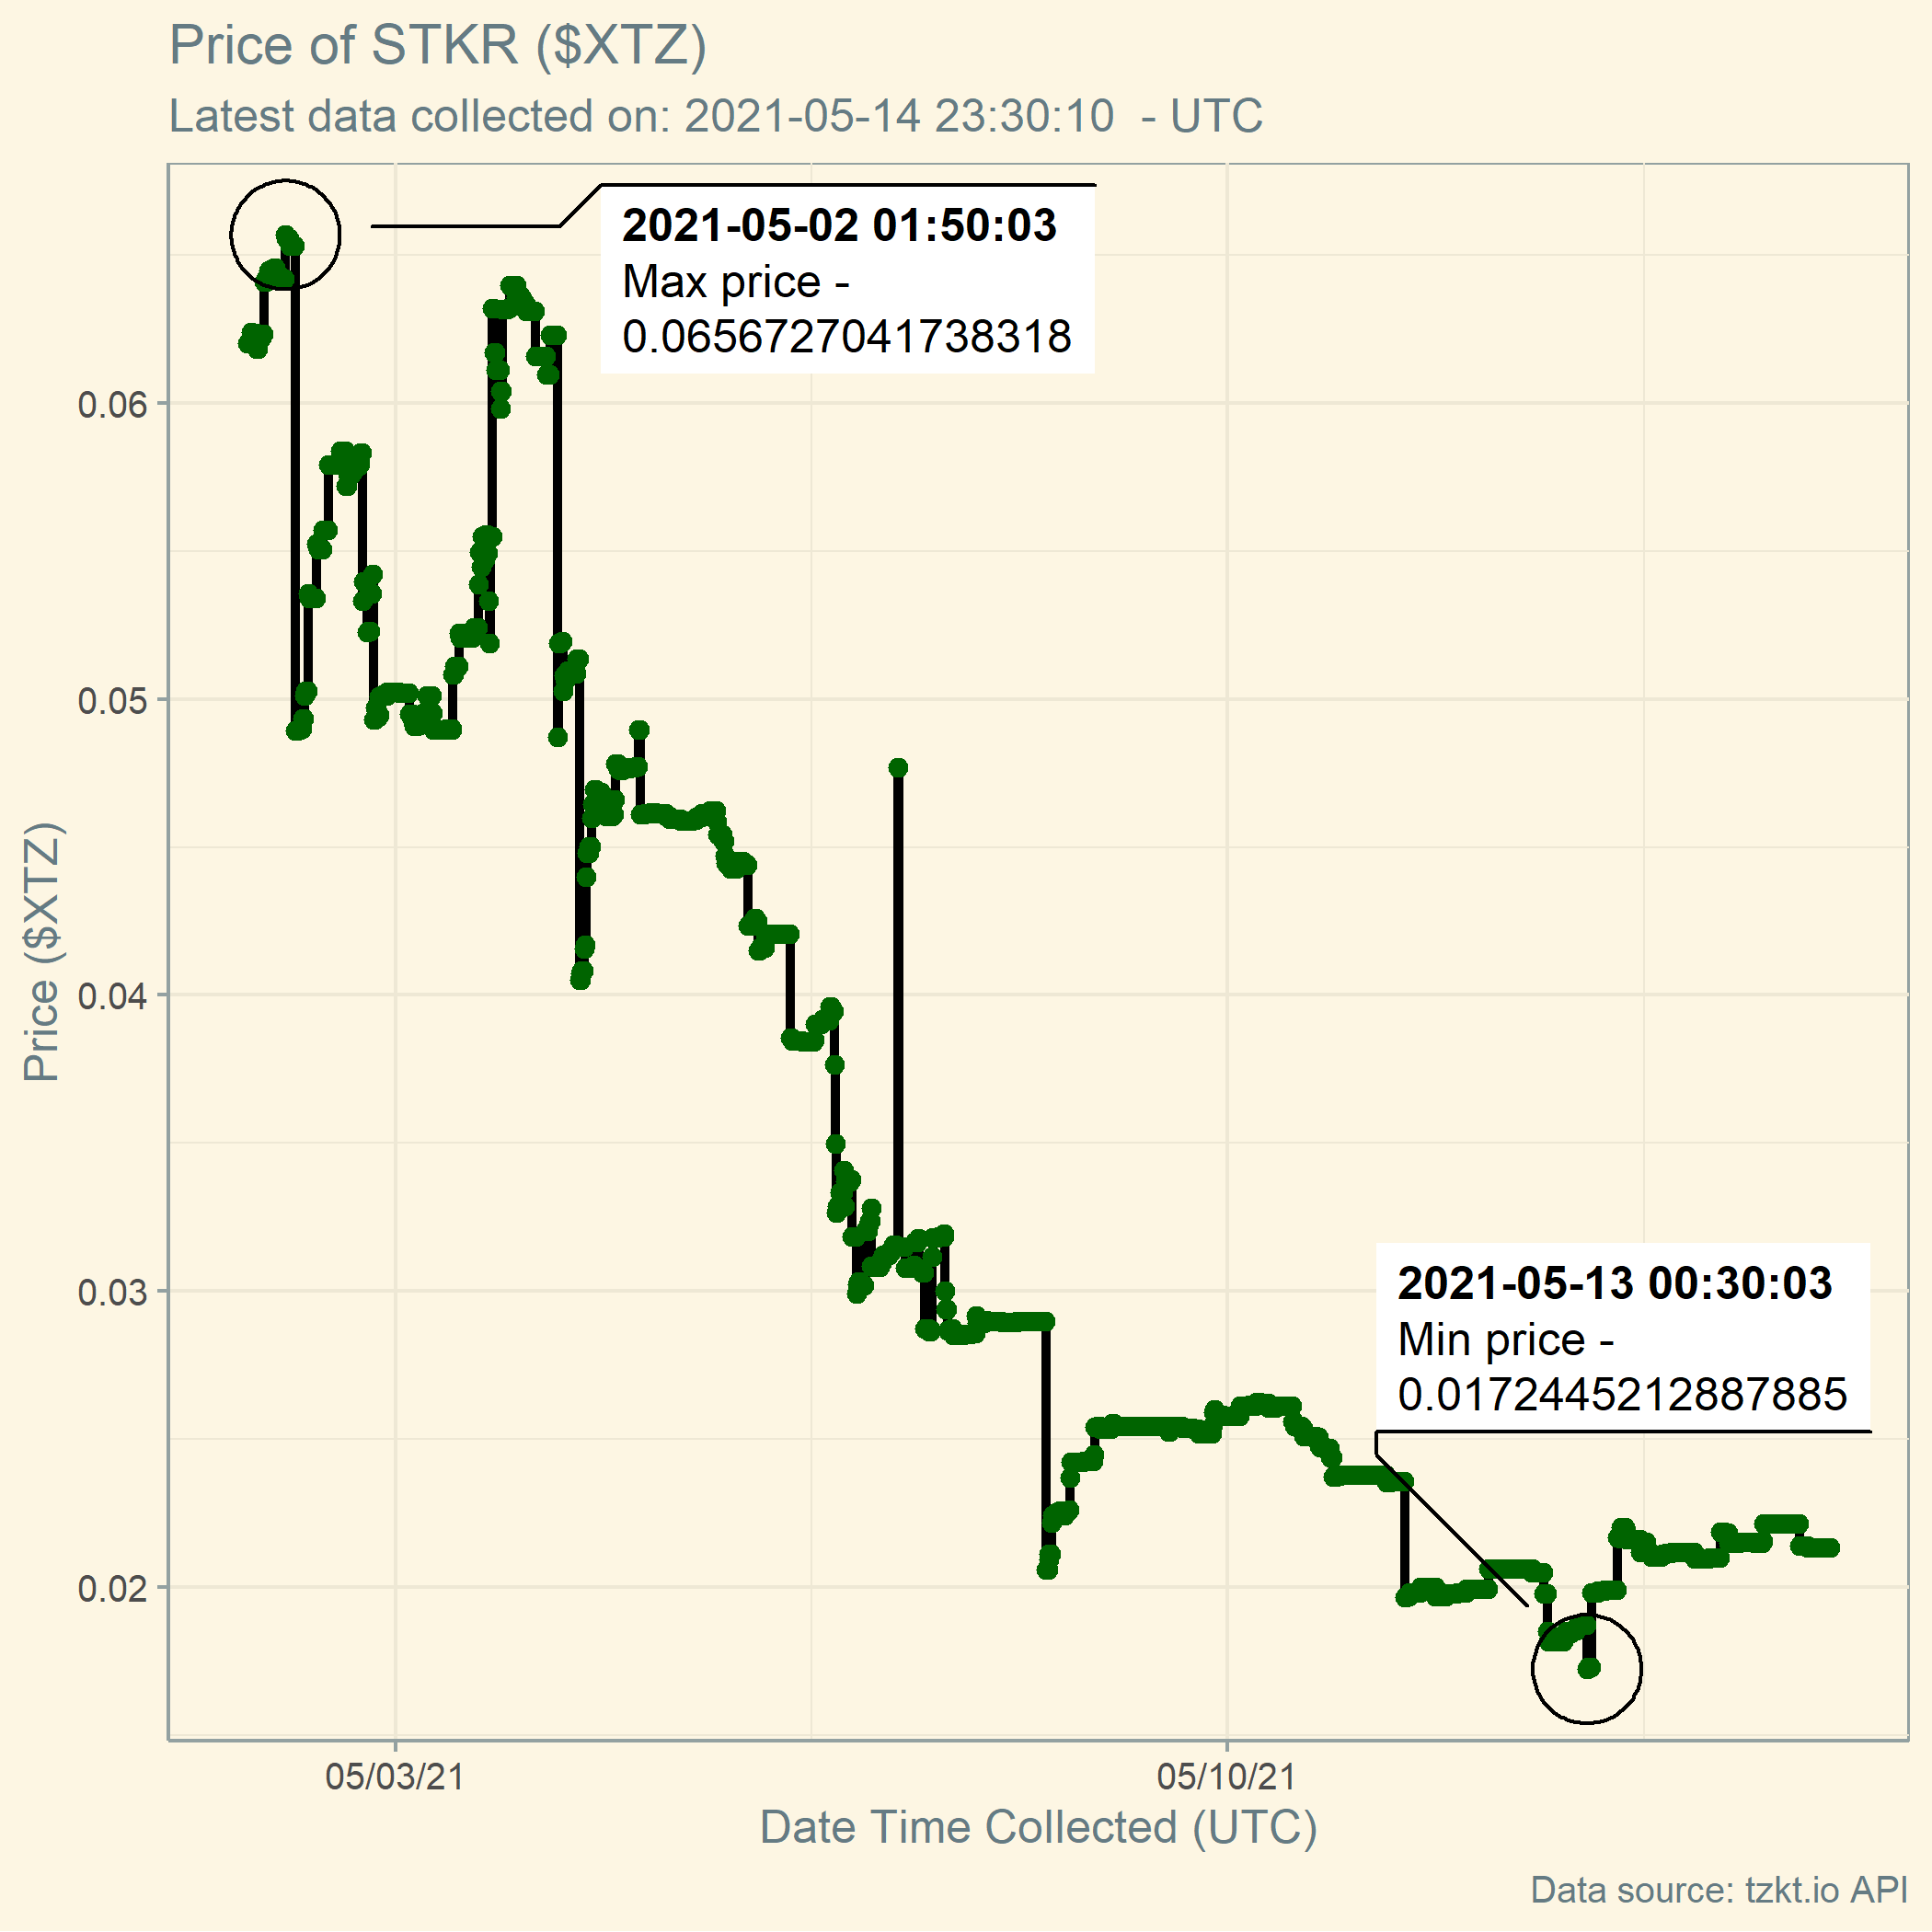 Price of STKR ($XTZ)
Latest data collected on: 2021-05-14 23:30:10  - UTC
2021-05-02 01:50:03
Max price -
0.0656727041738318
0.06
0.05
0.04
0.03
0.02
Price ($XTZ)
2021-05-13 00:30:03
Min price -
0.0172445212887885
05/03/21
05/10/21
Date Time Collected (UTC)
Data source: tzkt.io API